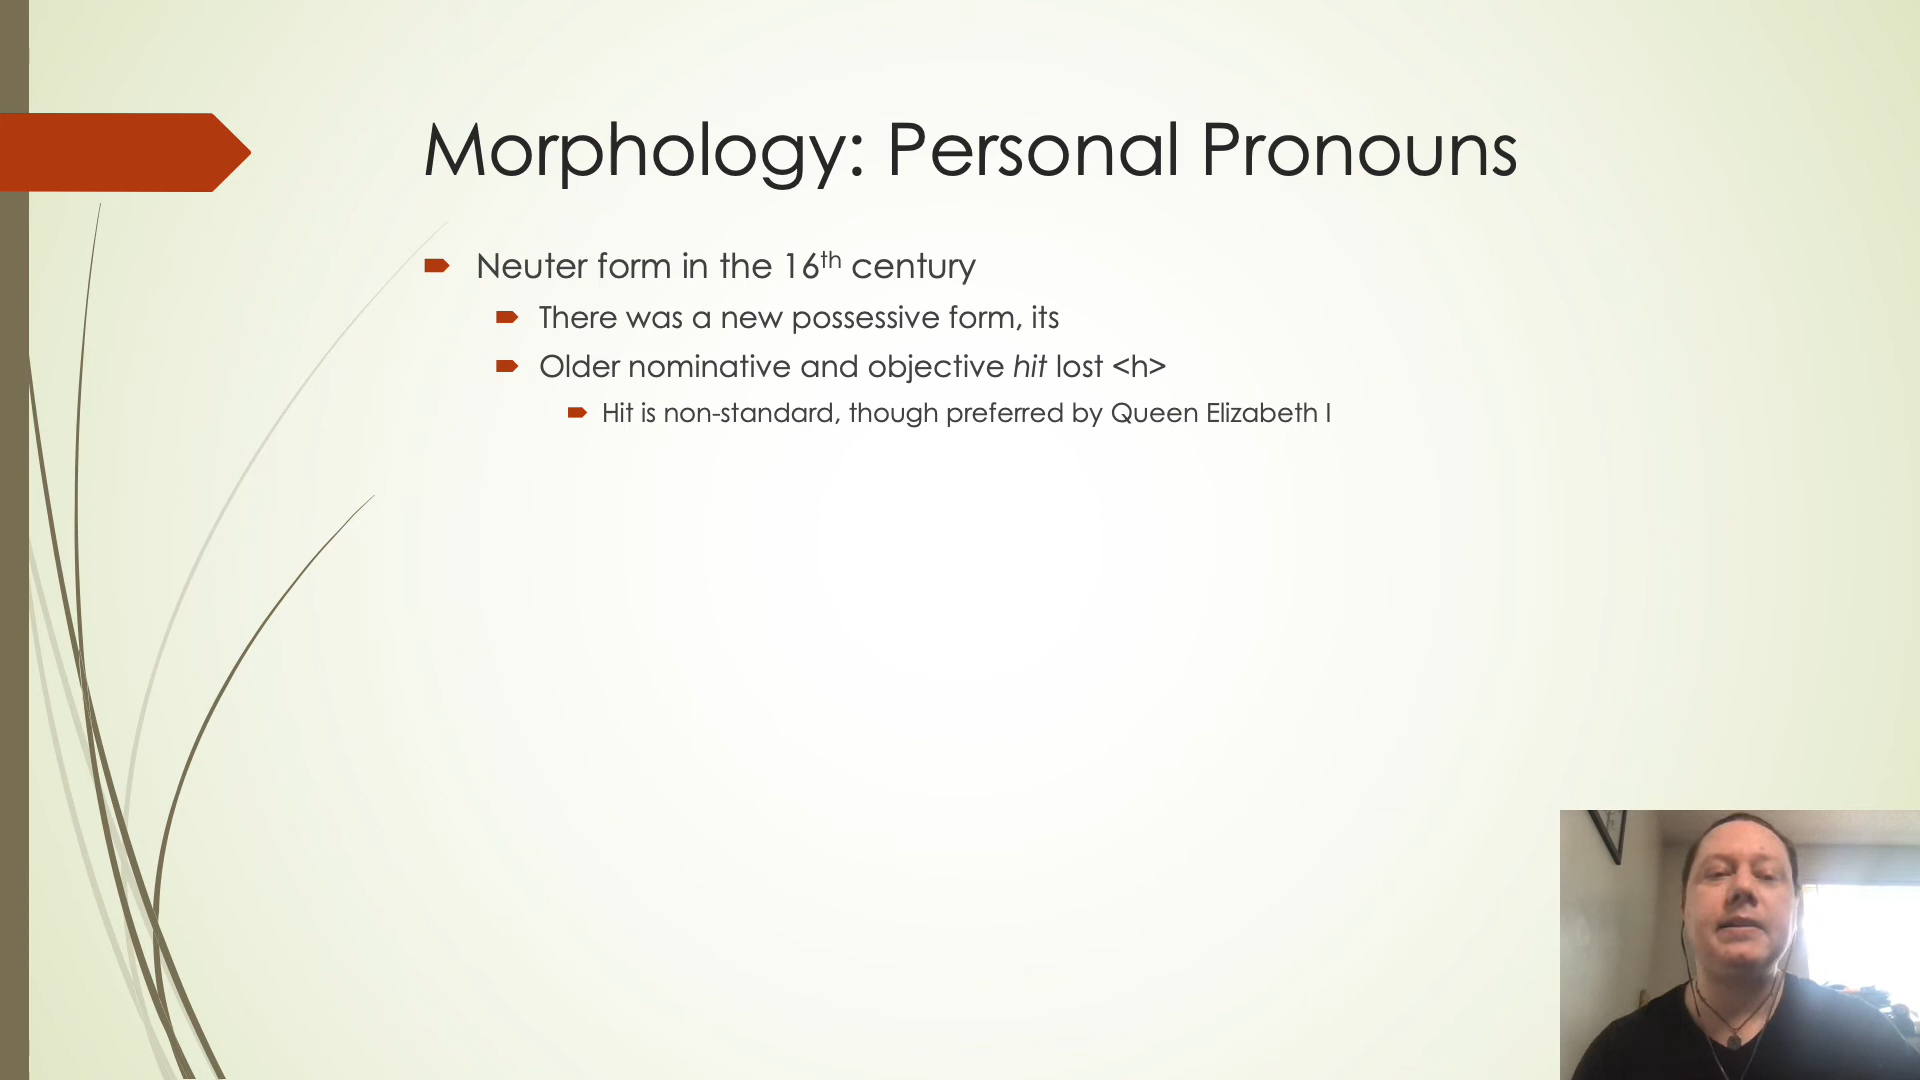 Morphology: Personal Pronouns
Neuter form in the 16th century
There was a new possessive form, its
Older nominative and objective hit lost <h>
Hit is non-standard, though preferred by Queen Elizabeth I